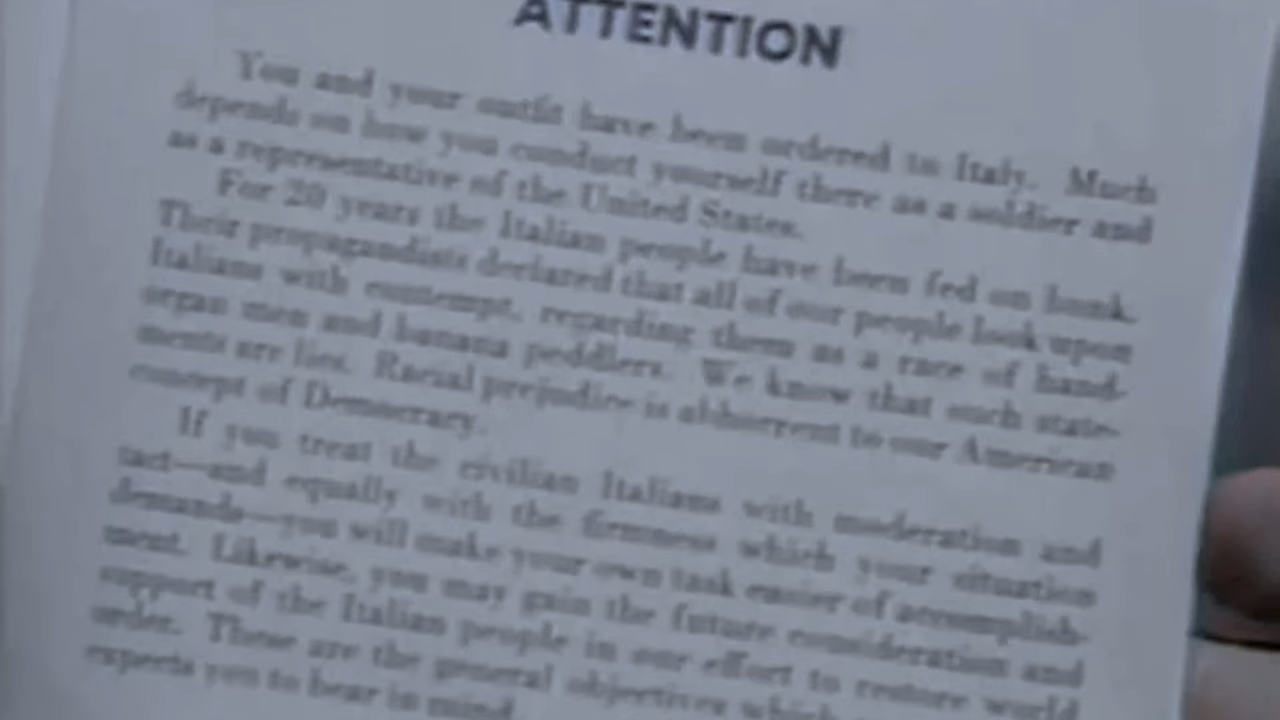 ATTENTION
You and your outfit have been ordered to Italy. Much
depends on how you conduct yourself there as a soldier and
as a representative of the United States.
For 20 years the Italian people have been fed on bunk.
Their propagandists declared that all of our people look upon
Italians with contempt, regarding them as a race of hand-
organ men and banana peddlers. We know that such state-
ments are lies. Racial prejudice is abhorrent to our American
concept of Democracy.
If you treat the civilian Italians with moderation and
tact—and equally with the firmness which your situation
demands—you will make your own task easier of accomplish-
ment. Likewise, you may gain the future consideration and
support of the Italian people in our effort to restore world
order. These are the general objectives which
expects you to bear in mind.